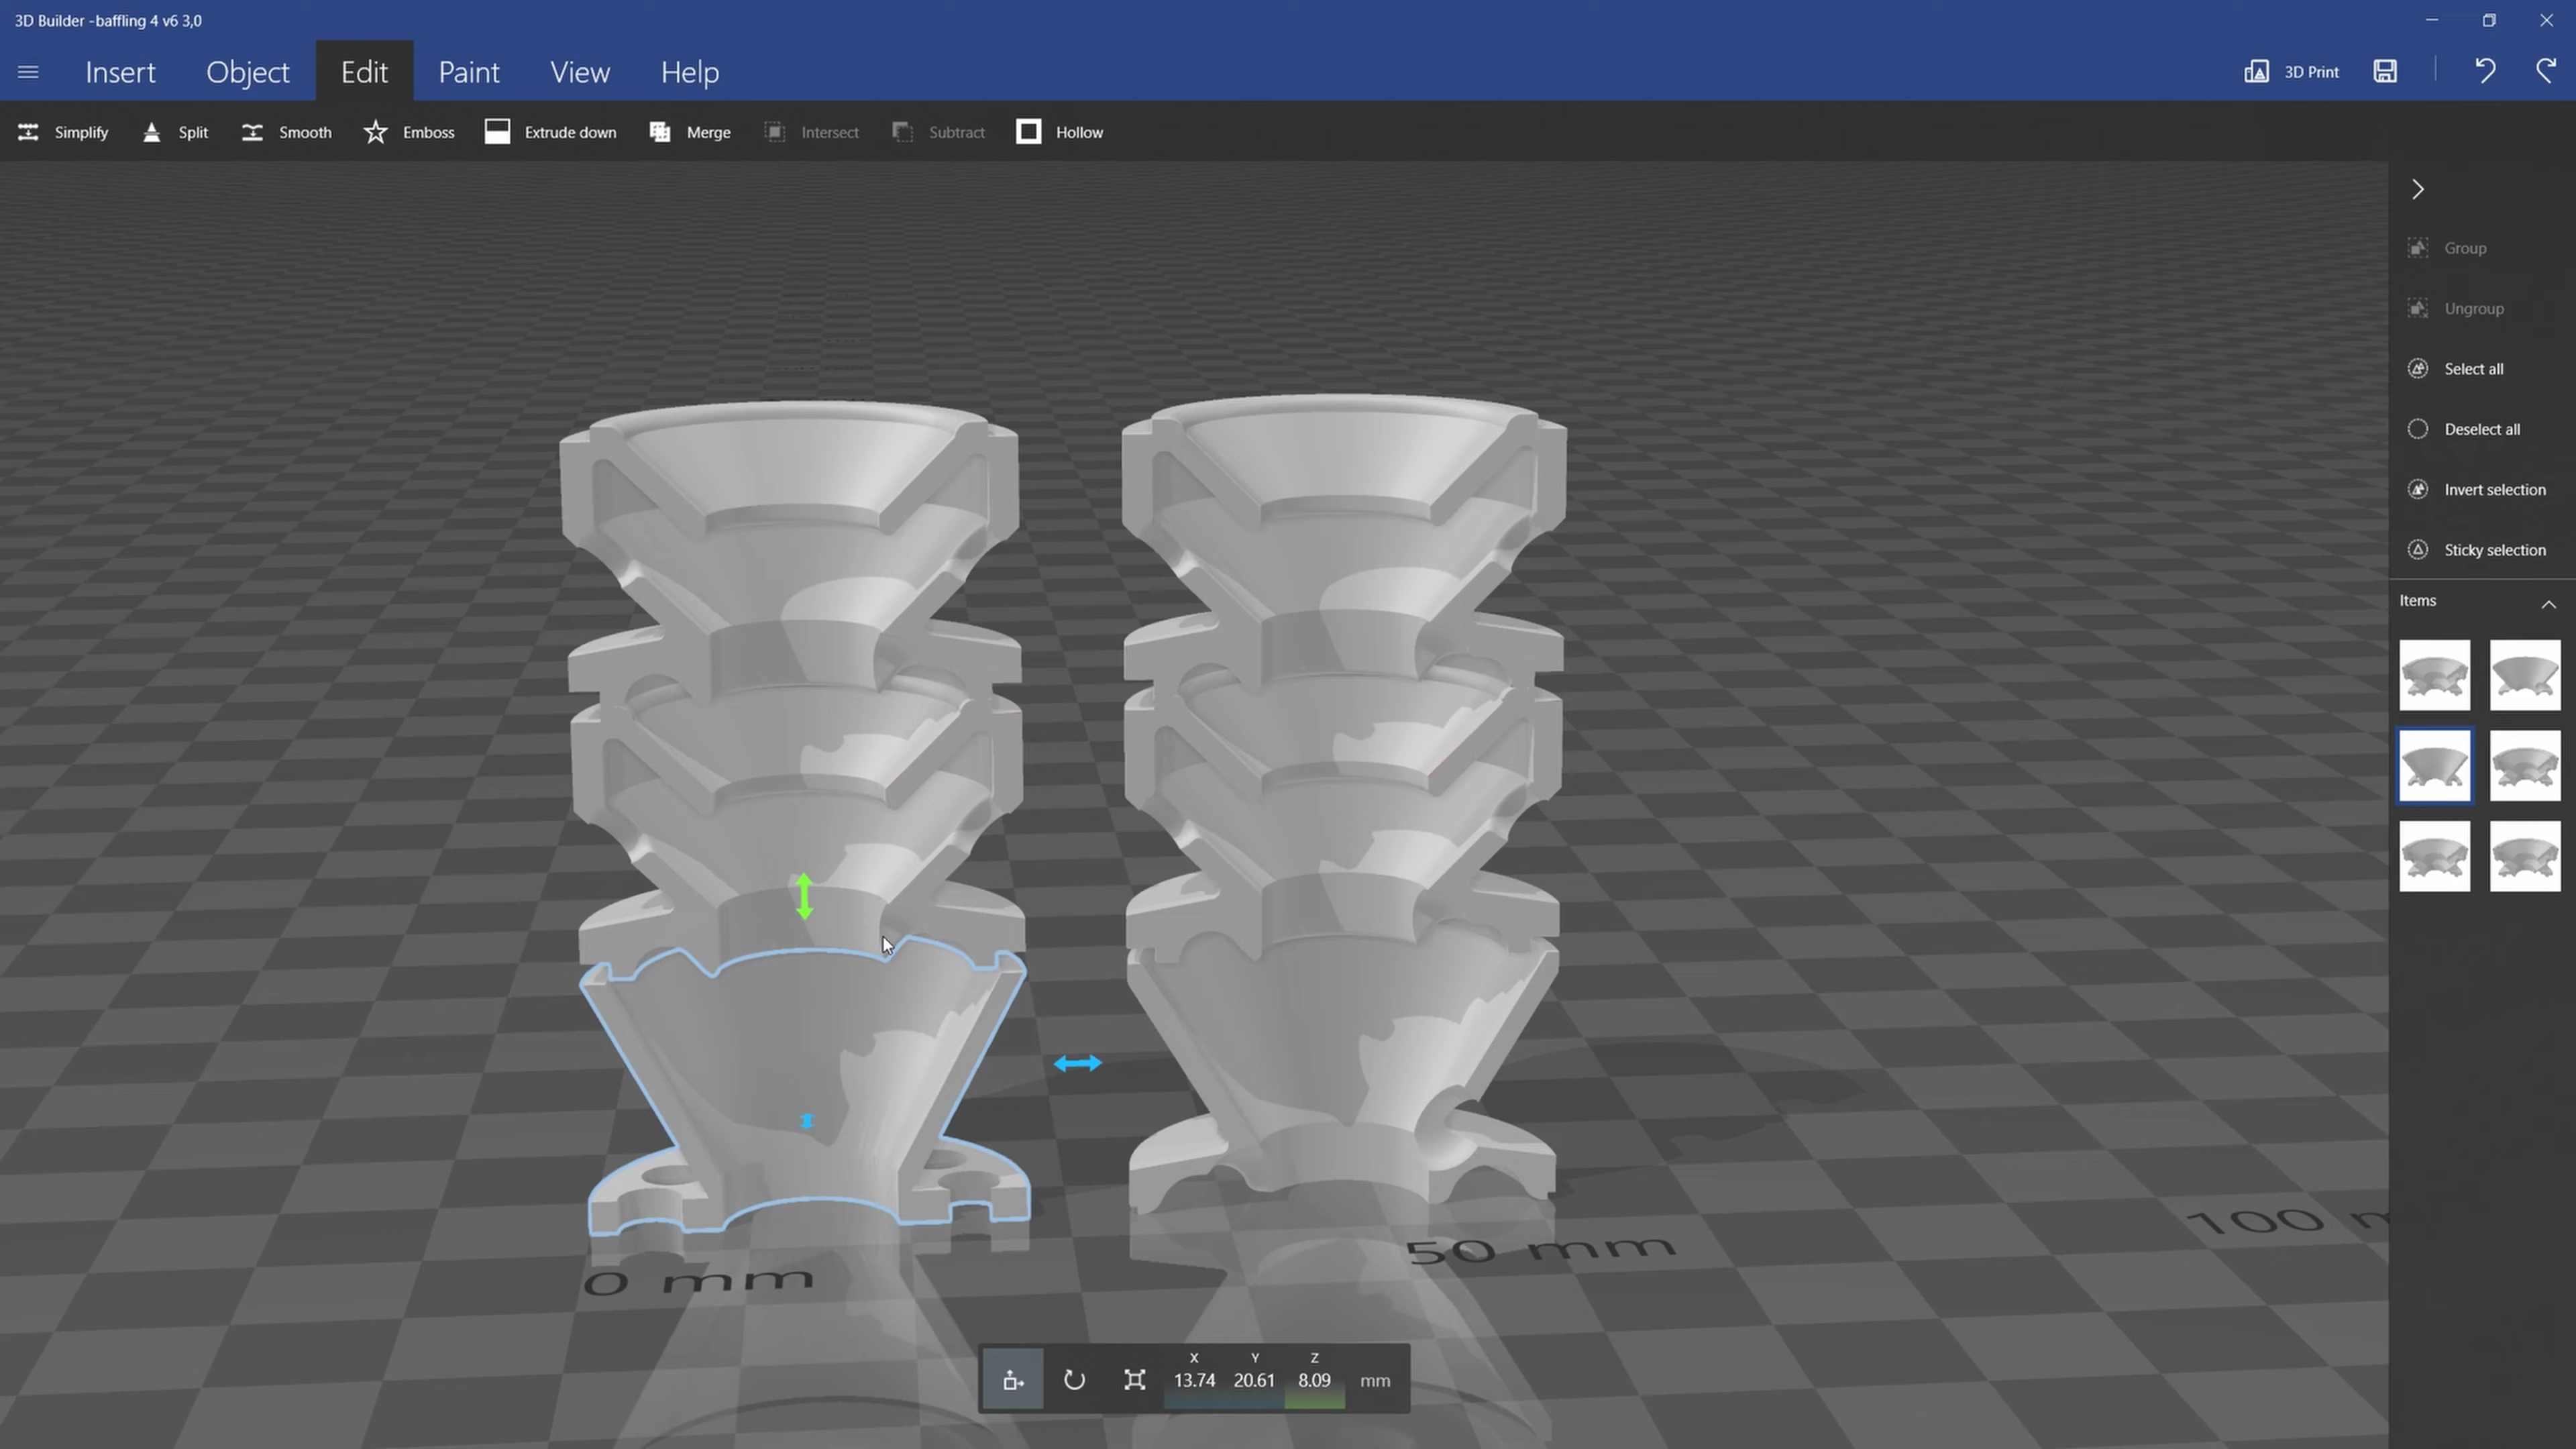 3D Builder -baffling 4 v6 3,0
Insert Object Edit Paint View Help
3D Print
Simplify Split Smooth Emboss Extrude down Merge Intersect Subtract Hollow
Group
Ungroup
Select all
Deselect all
Invert selection
Sticky selection
Items
100 m
50 mm
0 mm
X Y Z
13.74 20.61 8.09 mm